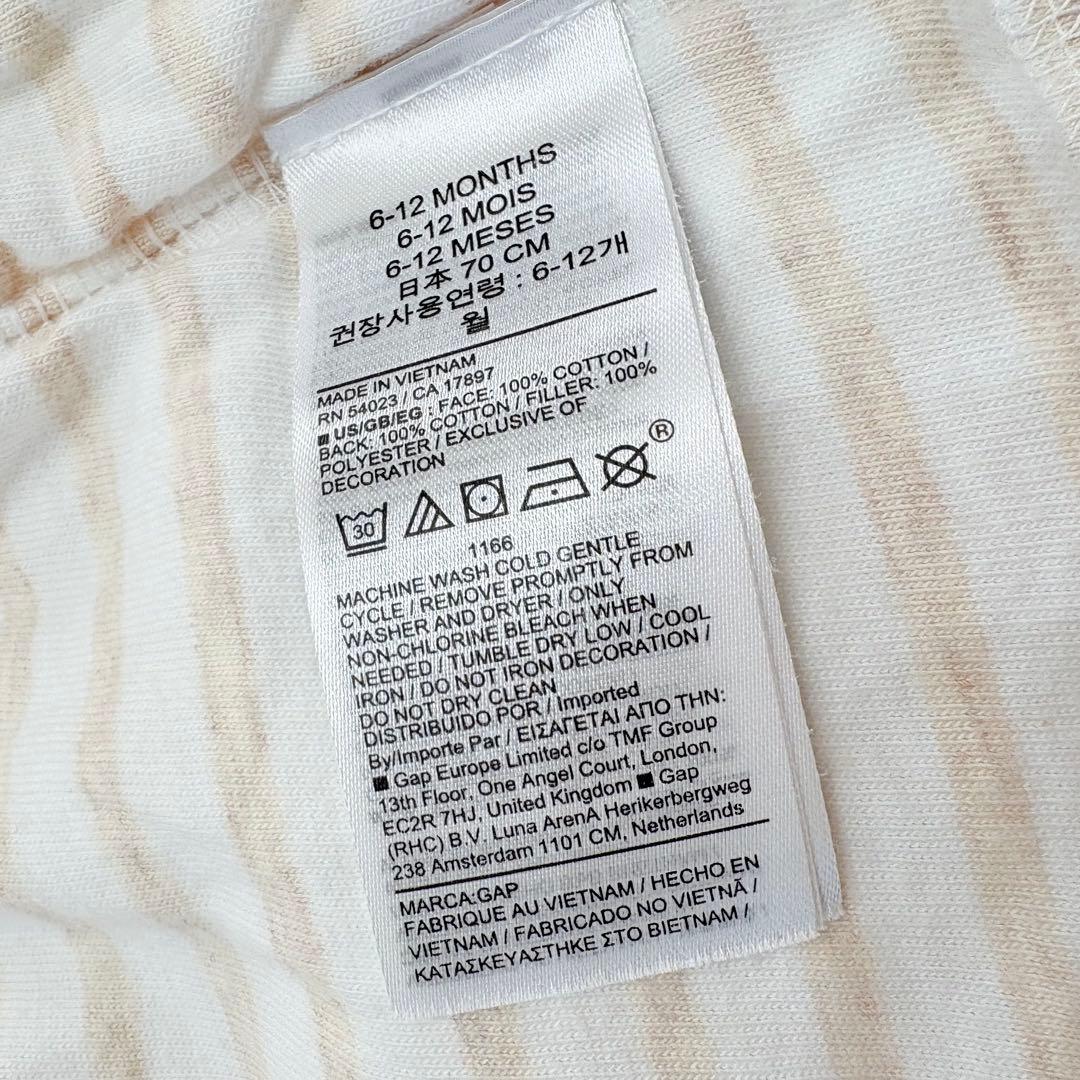 6-12 MONTHS
6-12 MOIS
6-12 MESES
日本 70 CM
권장사용연령 : 6-12개
월
MADE IN VIETNAM
RN 54023 / CA 17897
■ US/GB/EG : FACE: 100% COTTON /
BACK: 100% COTTON / FILLER: 100%
POLYESTER / EXCLUSIVE OF
DECORATION
30
®
1166
MACHINE WASH COLD GENTLE
CYCLE / REMOVE PROMPTLY FROM
WASHER AND DRYER / ONLY
NON-CHLORINE BLEACH WHEN
NEEDED / TUMBLE DRY LOW / COOL
IRON / DO NOT IRON DECORATION /
DO NOT DRY CLEAN
DISTRIBUIDO POR / Imported
By/Importe Par / ΕΙΣΑΓΕΤΑΙ ΑΠΟ ΤΗΝ:
■ Gap Europe Limited c/o TMF Group
13th Floor, One Angel Court, London,
EC2R 7HJ, United Kingdom ■ Gap
(RHC) B.V. Luna ArenA Herikerbergweg
238 Amsterdam 1101 CM, Netherlands
MARCA:GAP
FABRIQUE AU VIETNAM / HECHO EN
VIETNAM / FABRICADO NO VIETNÃ /
ΚΑΤΑΣΚΕΥΑΣΤΗΚΕ ΣΤΟ ΒΙΕΤΝΑΜ /